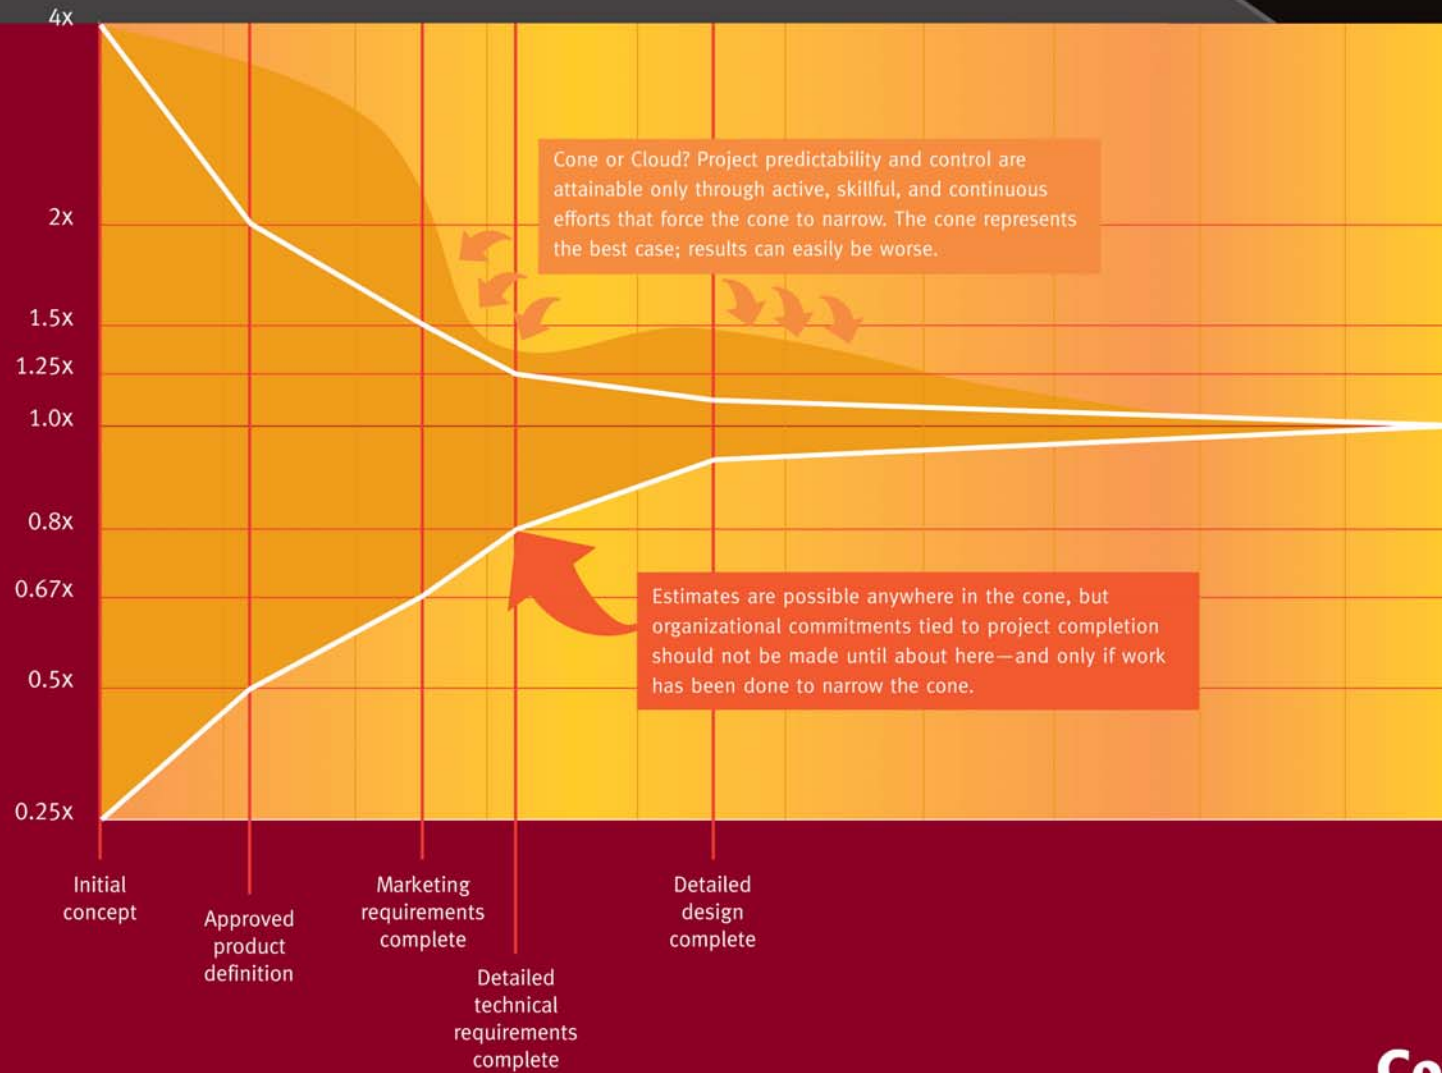 4x
2x
1.5x
1.25x
1.0x
0.8x
0.67x
0.5x
0.25x
Cone or Cloud? Project predictability and control are
attainable only through active, skillful, and continuous
efforts that force the cone to narrow. The cone represents
the best case; results can easily be worse.
Estimates are possible anywhere in the cone, but
organizational commitments tied to project completion
should not be made until about here—and only if work
has been done to narrow the cone.
Initial
concept
Approved
product
definition
Marketing
requirements
complete
Detailed
technical
requirements
complete
Detailed
design
complete